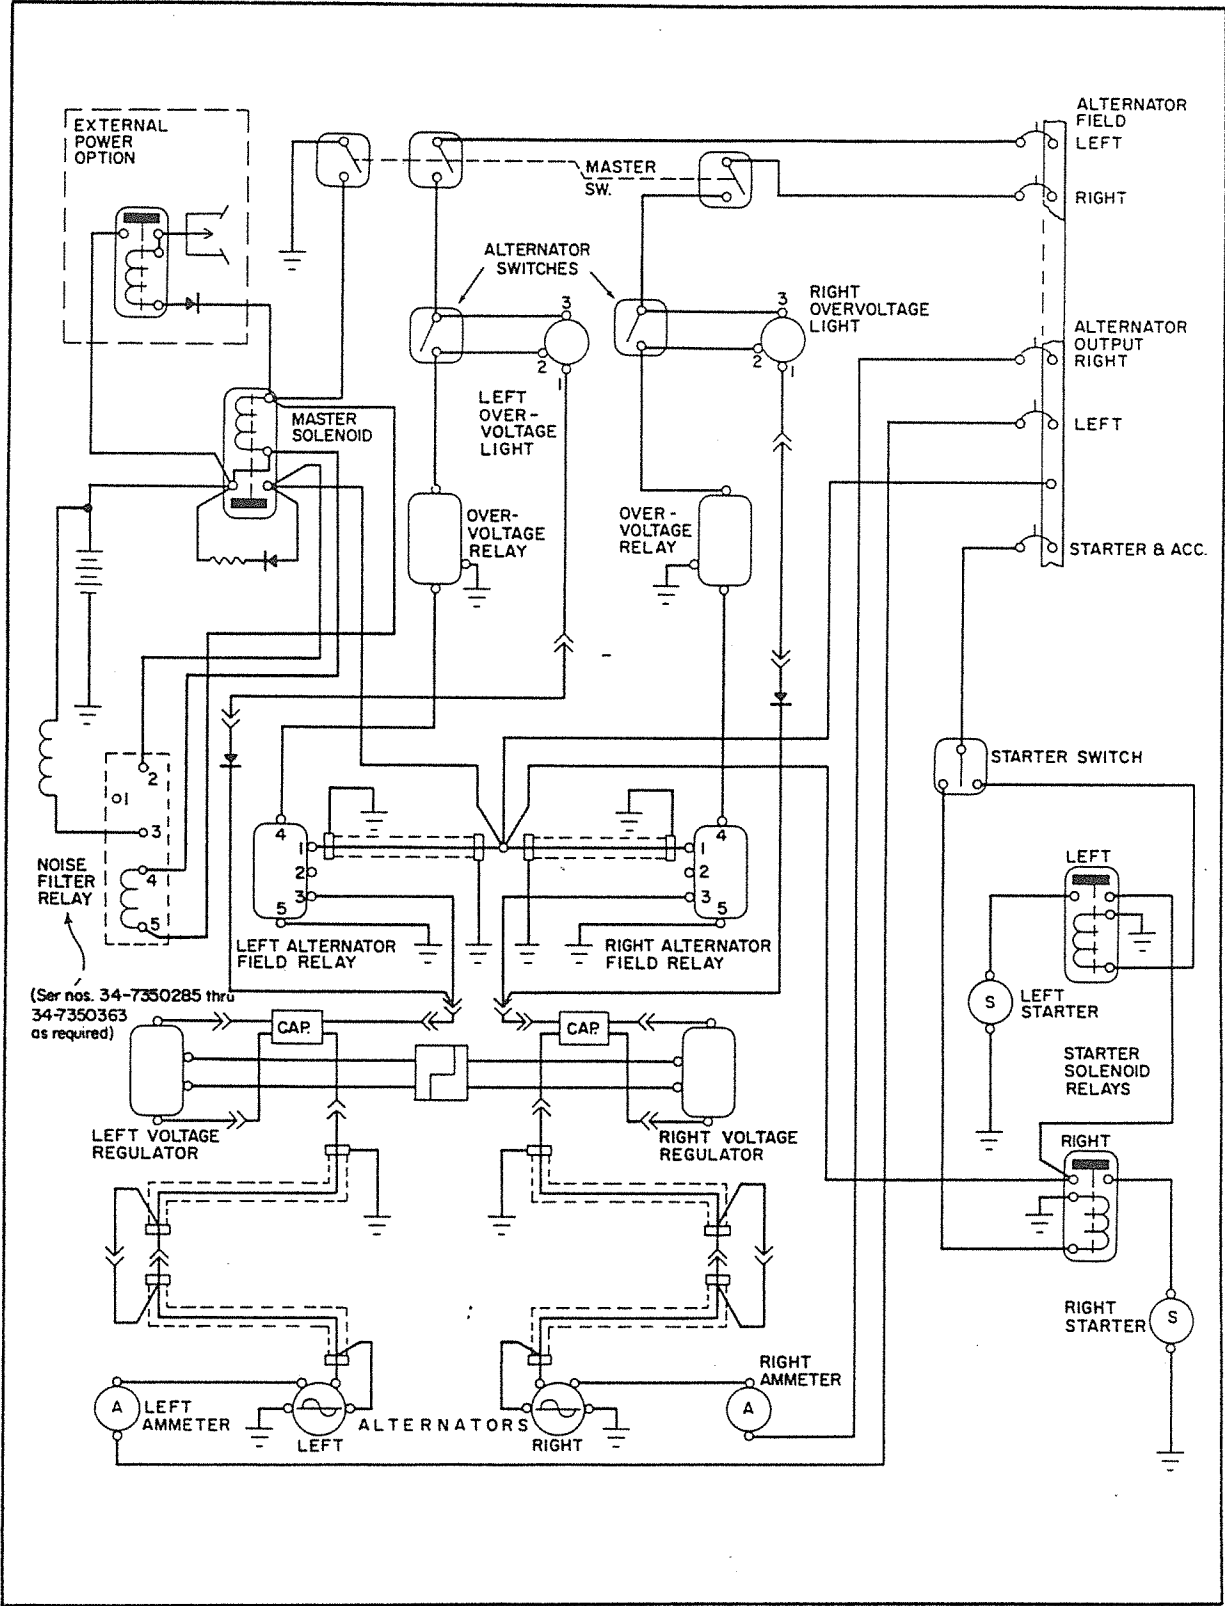 EXTERNAL
POWER
OPTION
MASTER
SW.
ALTERNATOR
FIELD
LEFT
RIGHT
ALTERNATOR
SWITCHES
3
2
1
LEFT
OVER-
VOLTAGE
LIGHT
3
2
1
RIGHT
OVERVOLTAGE
LIGHT
ALTERNATOR
OUTPUT
RIGHT
LEFT
STARTER & ACC.
MASTER
SOLENOID
OVER-
VOLTAGE
RELAY
OVER-
VOLTAGE
RELAY
STARTER SWITCH
2
1
3
4
5
NOISE
FILTER
RELAY
(Ser nos. 34-7350285 thru
34-7350363
as required)
4
1
2
3
5
LEFT ALTERNATOR
FIELD RELAY
4
1
2
3
5
RIGHT ALTERNATOR
FIELD RELAY
LEFT
S
LEFT
STARTER
STARTER
SOLENOID
RELAYS
RIGHT
RIGHT
STARTER
S
CAP.
CAP.
LEFT VOLTAGE
REGULATOR
RIGHT VOLTAGE
REGULATOR
A
LEFT
AMMETER
ALTERNATORS
LEFT
RIGHT
RIGHT
AMMETER
A